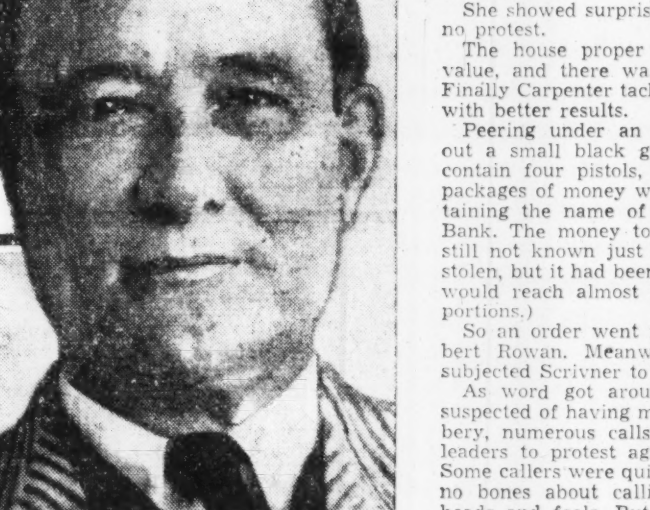 She showed surpris
no protest.
The house proper
value, and there wa
Finally Carpenter tac
with better results.
Peering under an
out a small black g
contain four pistols,
packages of money w
taining the name of
Bank. The money to
still not known just
stolen, but it had been
would reach almost
portions.)
So an order went
bert Rowan. Meanw
subjected Scrivner to
As word got arou
suspected of having m
bery, numerous calls
leaders to protest ag
Some callers were qui
no bones about calli